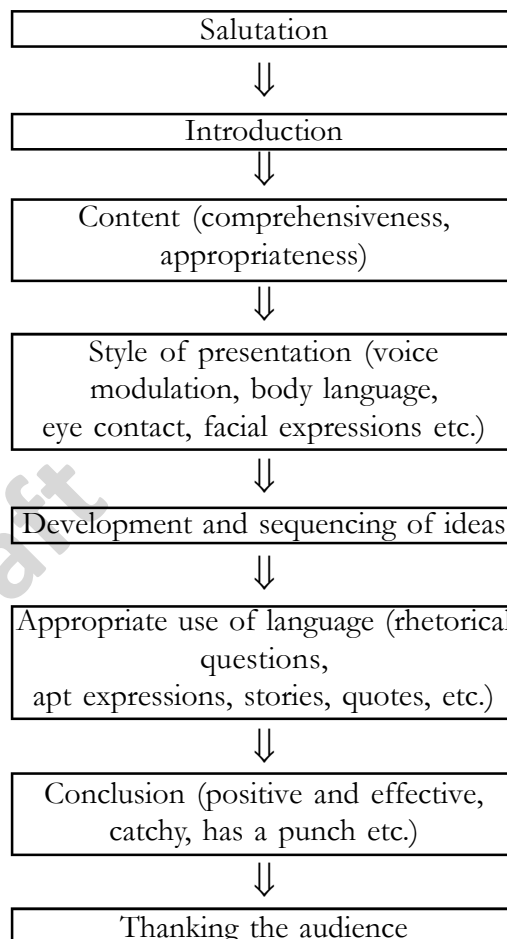 Salutation
⇓
Introduction
⇓
Content (comprehensiveness,
appropriateness)
⇓
Style of presentation (voice
modulation, body language,
eye contact, facial expressions etc.)
⇓
Development and sequencing of ideas
⇓
Appropriate use of language (rhetorical
questions,
apt expressions, stories, quotes, etc.)
⇓
Conclusion (positive and effective,
catchy, has a punch etc.)
⇓
Thanking the audience